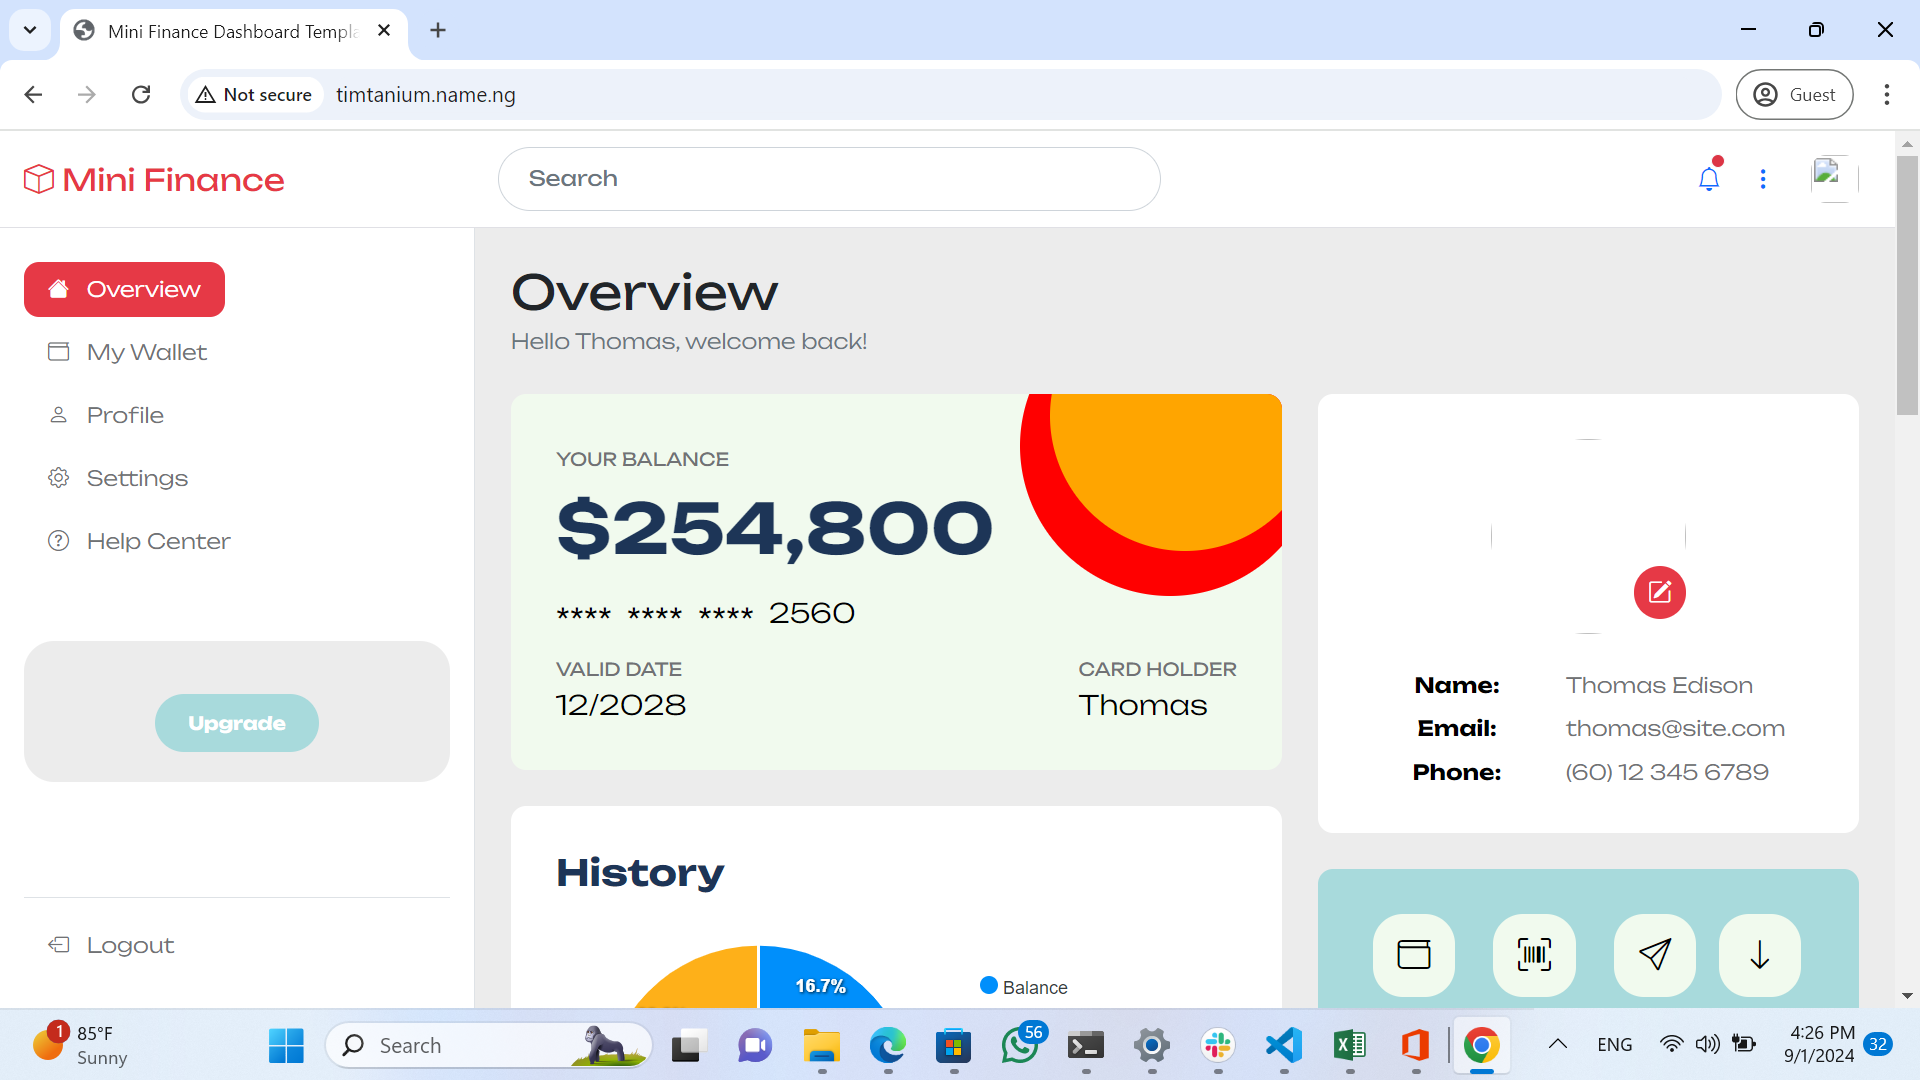 Mini Finance Dashboard Templa
Not secure
timtanium.name.ng
Guest
Mini Finance
Search
Overview
My Wallet
Profile
Settings
Help Center
Upgrade
Logout
Overview
Hello Thomas, welcome back!
YOUR BALANCE
$254,800
**** **** **** 2560
VALID DATE
12/2028
CARD HOLDER
Thomas
Name: Thomas Edison
Email: thomas@site.com
Phone: (60) 12 345 6789
History
16.7%
Balance
1
85°F
Sunny
Search
56
ENG
4:26 PM
9/1/2024
32